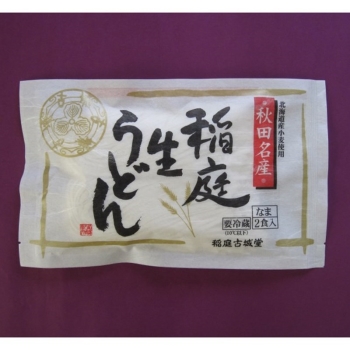 北海道産小麦使用
秋田名産
稲庭
生
うどん
なま
2食入
要冷蔵
(10℃以下)
稲庭古城堂